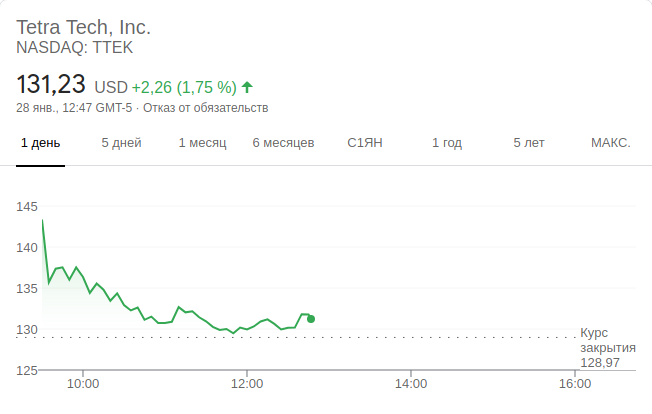 Tetra Tech, Inc.
NASDAQ: TTEK
131,23 USD +2,26 (1,75 %)
28 янв., 12:47 GMT-5 · Отказ от обязательств
1 день 5 дней 1 месяц 6 месяцев С1ЯН 1 год 5 лет МАКС.
145
140
135
130
Курс
закрытия
128,97
125
10:00 12:00 14:00 16:00